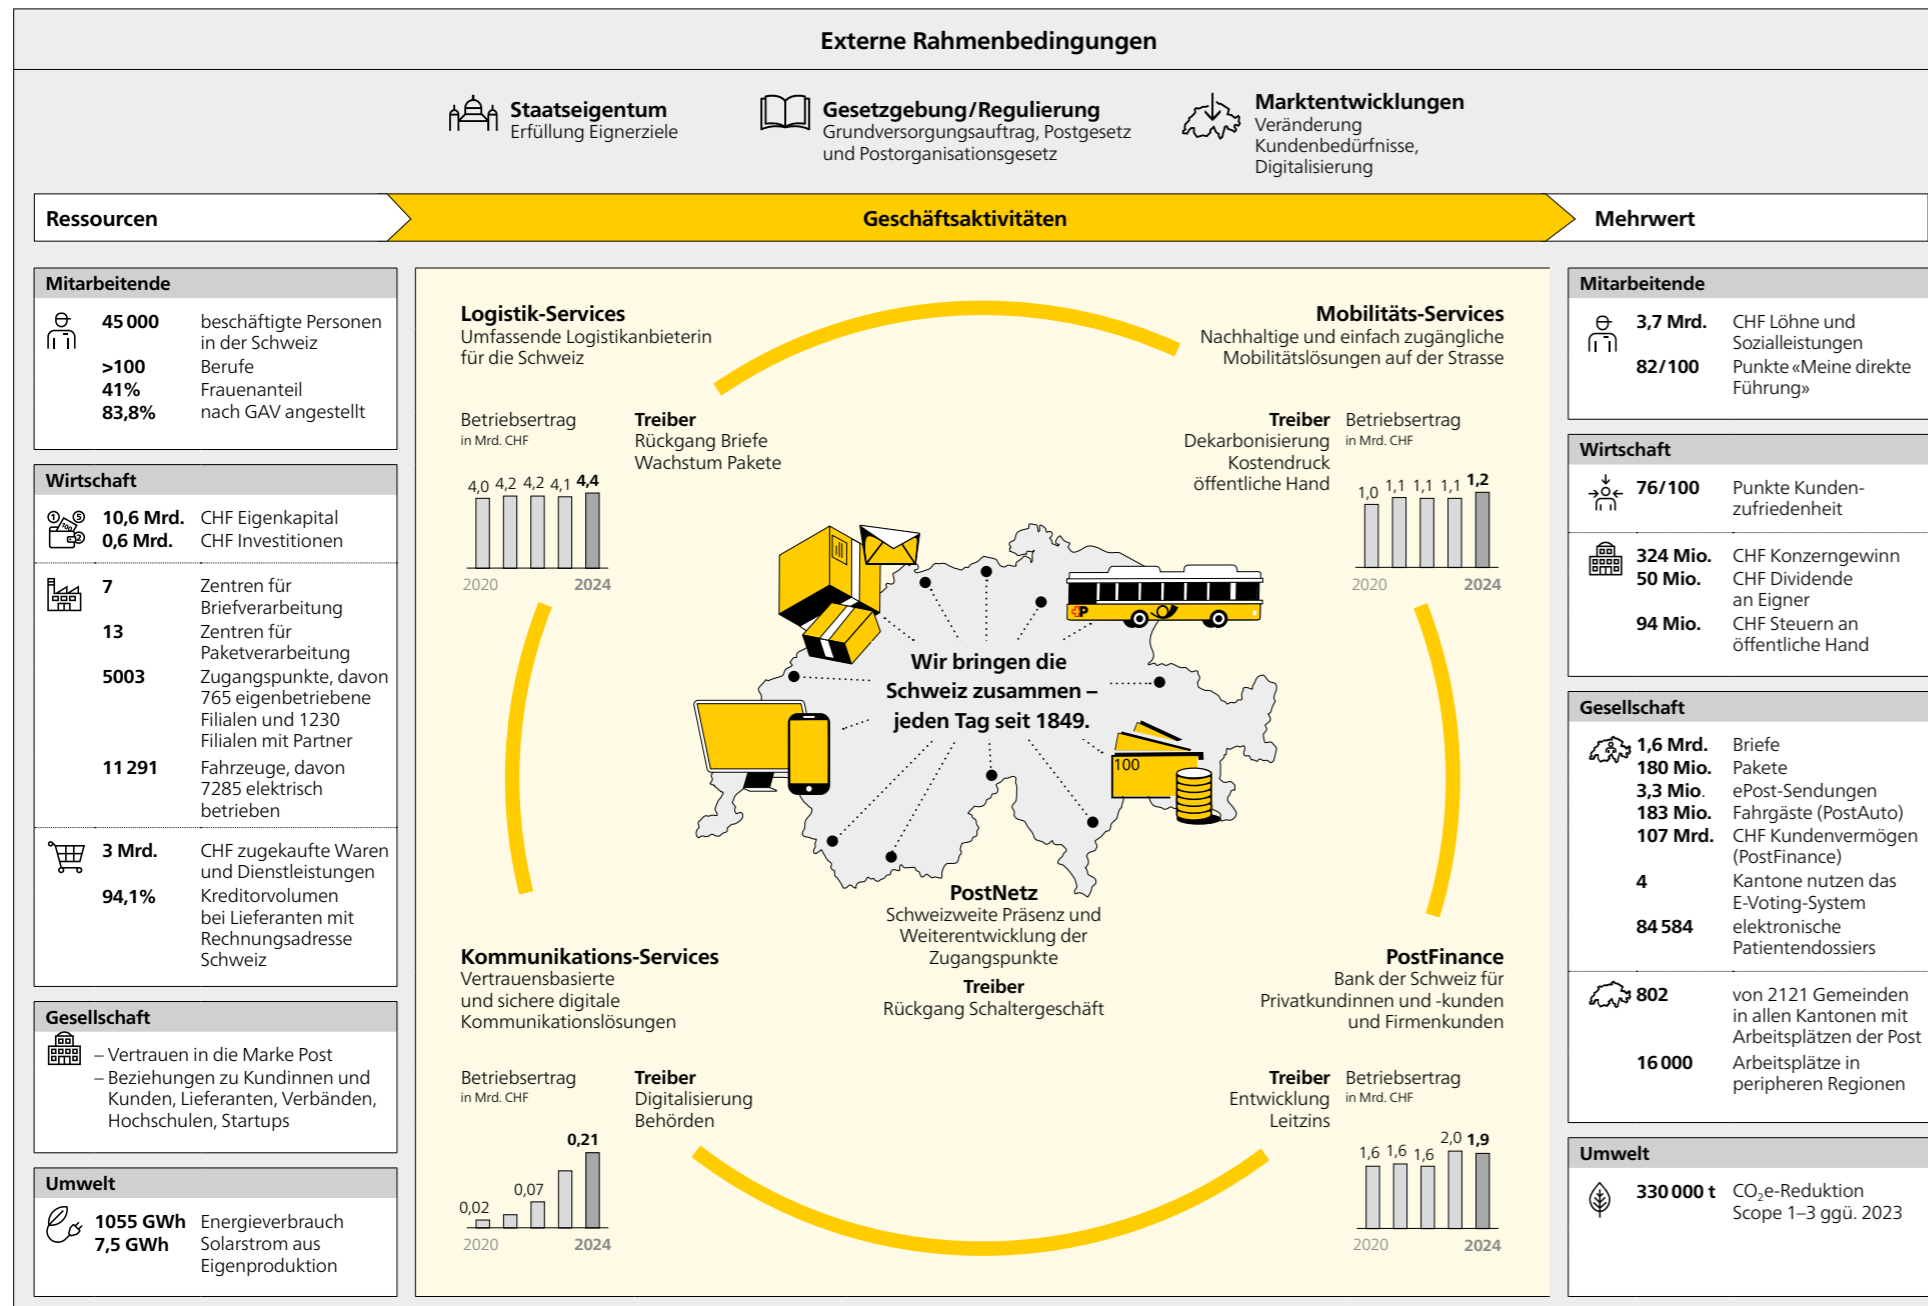 Externe Rahmenbedingungen
Staatseigentum
Erfüllung Eignerziele
Gesetzgebung/Regulierung
Grundversorgungsauftrag, Postgesetz
und Postorganisationsgesetz
Marktentwicklungen
Veränderung
Kundenbedürfnisse,
Digitalisierung
Ressourcen
Geschäftsaktivitäten
Mehrwert
Mitarbeitende
45 000 beschäftigte Personen
in der Schweiz
>100 Berufe
41% Frauenanteil
83,8% nach GAV angestellt
Wirtschaft
10,6 Mrd. CHF Eigenkapital
0,6 Mrd. CHF Investitionen
7 Zentren für
Briefverarbeitung
13 Zentren für
Paketverarbeitung
5003 Zugangspunkte, davon
765 eigenbetriebene
Filialen und 1230
Filialen mit Partner
11 291 Fahrzeuge, davon
7285 elektrisch
betrieben
3 Mrd. CHF zugekaufte Waren
und Dienstleistungen
94,1% Kreditorvolumen
bei Lieferanten mit
Rechnungsadresse
Schweiz
Gesellschaft
– Vertrauen in die Marke Post
– Beziehungen zu Kundinnen und
Kunden, Lieferanten, Verbänden,
Hochschulen, Startups
Umwelt
1055 GWh Energieverbrauch
7,5 GWh Solarstrom aus
Eigenproduktion
Logistik-Services
Umfassende Logistikanbieterin
für die Schweiz
Betriebsertrag
in Mrd. CHF
Treiber
Rückgang Briefe
Wachstum Pakete
4,0 4,2 4,2 4,1 4,4
2020 2024
Mobilitäts-Services
Nachhaltige und einfach zugängliche
Mobilitätslösungen auf der Strasse
Treiber
Dekarbonisierung
Kostendruck
öffentliche Hand
Betriebsertrag
in Mrd. CHF
1,0 1,1 1,1 1,1 1,2
2020 2024
P
Wir bringen die
Schweiz zusammen –
jeden Tag seit 1849.
100
PostNetz
Schweizweite Präsenz und
Weiterentwicklung der
Zugangspunkte
Treiber
Rückgang Schaltergeschäft
Kommunikations-Services
Vertrauensbasierte
und sichere digitale
Kommunikationslösungen
Betriebsertrag
in Mrd. CHF
Treiber
Digitalisierung
Behörden
0,02 0,07 0,21
2020 2024
PostFinance
Bank der Schweiz für
Privatkundinnen und -kunden
und Firmenkunden
Treiber
Entwicklung
Leitzins
Betriebsertrag
in Mrd. CHF
1,6 1,6 1,6 2,0 1,9
2020 2024
Mitarbeitende
3,7 Mrd. CHF Löhne und
Sozialleistungen
82/100 Punkte «Meine direkte
Führung»
Wirtschaft
76/100 Punkte Kunden-
zufriedenheit
324 Mio. CHF Konzerngewinn
50 Mio. CHF Dividende
an Eigner
94 Mio. CHF Steuern an
öffentliche Hand
Gesellschaft
1,6 Mrd. Briefe
180 Mio. Pakete
3,3 Mio. ePost-Sendungen
183 Mio. Fahrgäste (PostAuto)
107 Mrd. CHF Kundenvermögen
(PostFinance)
4 Kantone nutzen das
E-Voting-System
84 584 elektronische
Patientendossiers
802 von 2121 Gemeinden
in allen Kantonen mit
Arbeitsplätzen der Post
16 000 Arbeitsplätze in
peripheren Regionen
Umwelt
330 000 t CO₂e-Reduktion
Scope 1–3 ggü. 2023